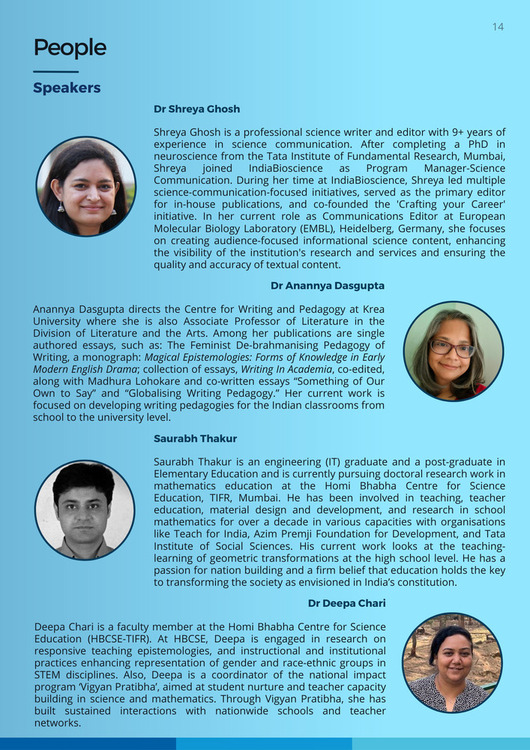 14
People
Speakers
Dr Shreya Ghosh
Shreya Ghosh is a professional science writer and editor with 9+ years of
experience in science communication. After completing a PhD in
neuroscience from the Tata Institute of Fundamental Research, Mumbai,
Shreya joined IndiaBioscience as Program Manager-Science
Communication. During her time at IndiaBioscience, Shreya led multiple
science-communication-focused initiatives, served as the primary editor
for in-house publications, and co-founded the 'Crafting your Career'
initiative. In her current role as Communications Editor at European
Molecular Biology Laboratory (EMBL), Heidelberg, Germany, she focuses
on creating audience-focused informational science content, enhancing
the visibility of the institution's research and services and ensuring the
quality and accuracy of textual content.
Dr Anannya Dasgupta
Anannya Dasgupta directs the Centre for Writing and Pedagogy at Krea
University where she is also Associate Professor of Literature in the
Division of Literature and the Arts. Among her publications are single
authored essays, such as: The Feminist De-brahmanising Pedagogy of
Writing, a monograph: Magical Epistemologies: Forms of Knowledge in Early
Modern English Drama; collection of essays, Writing In Academia, co-edited,
along with Madhura Lohokare and co-written essays “Something of Our
Own to Say” and “Globalising Writing Pedagogy.” Her current work is
focused on developing writing pedagogies for the Indian classrooms from
school to the university level.
Saurabh Thakur
Saurabh Thakur is an engineering (IT) graduate and a post-graduate in
Elementary Education and is currently pursuing doctoral research work in
mathematics education at the Homi Bhabha Centre for Science
Education, TIFR, Mumbai. He has been involved in teaching, teacher
education, material design and development, and research in school
mathematics for over a decade in various capacities with organisations
like Teach for India, Azim Premji Foundation for Development, and Tata
Institute of Social Sciences. His current work looks at the teaching-
learning of geometric transformations at the high school level. He has a
passion for nation building and a firm belief that education holds the key
to transforming the society as envisioned in India’s constitution.
Dr Deepa Chari
Deepa Chari is a faculty member at the Homi Bhabha Centre for Science
Education (HBCSE-TIFR). At HBCSE, Deepa is engaged in research on
responsive teaching epistemologies, and instructional and institutional
practices enhancing representation of gender and race-ethnic groups in
STEM disciplines. Also, Deepa is a coordinator of the national impact
program ‘Vigyan Pratibha’, aimed at student nurture and teacher capacity
building in science and mathematics. Through Vigyan Pratibha, she has
built sustained interactions with nationwide schools and teacher
networks.